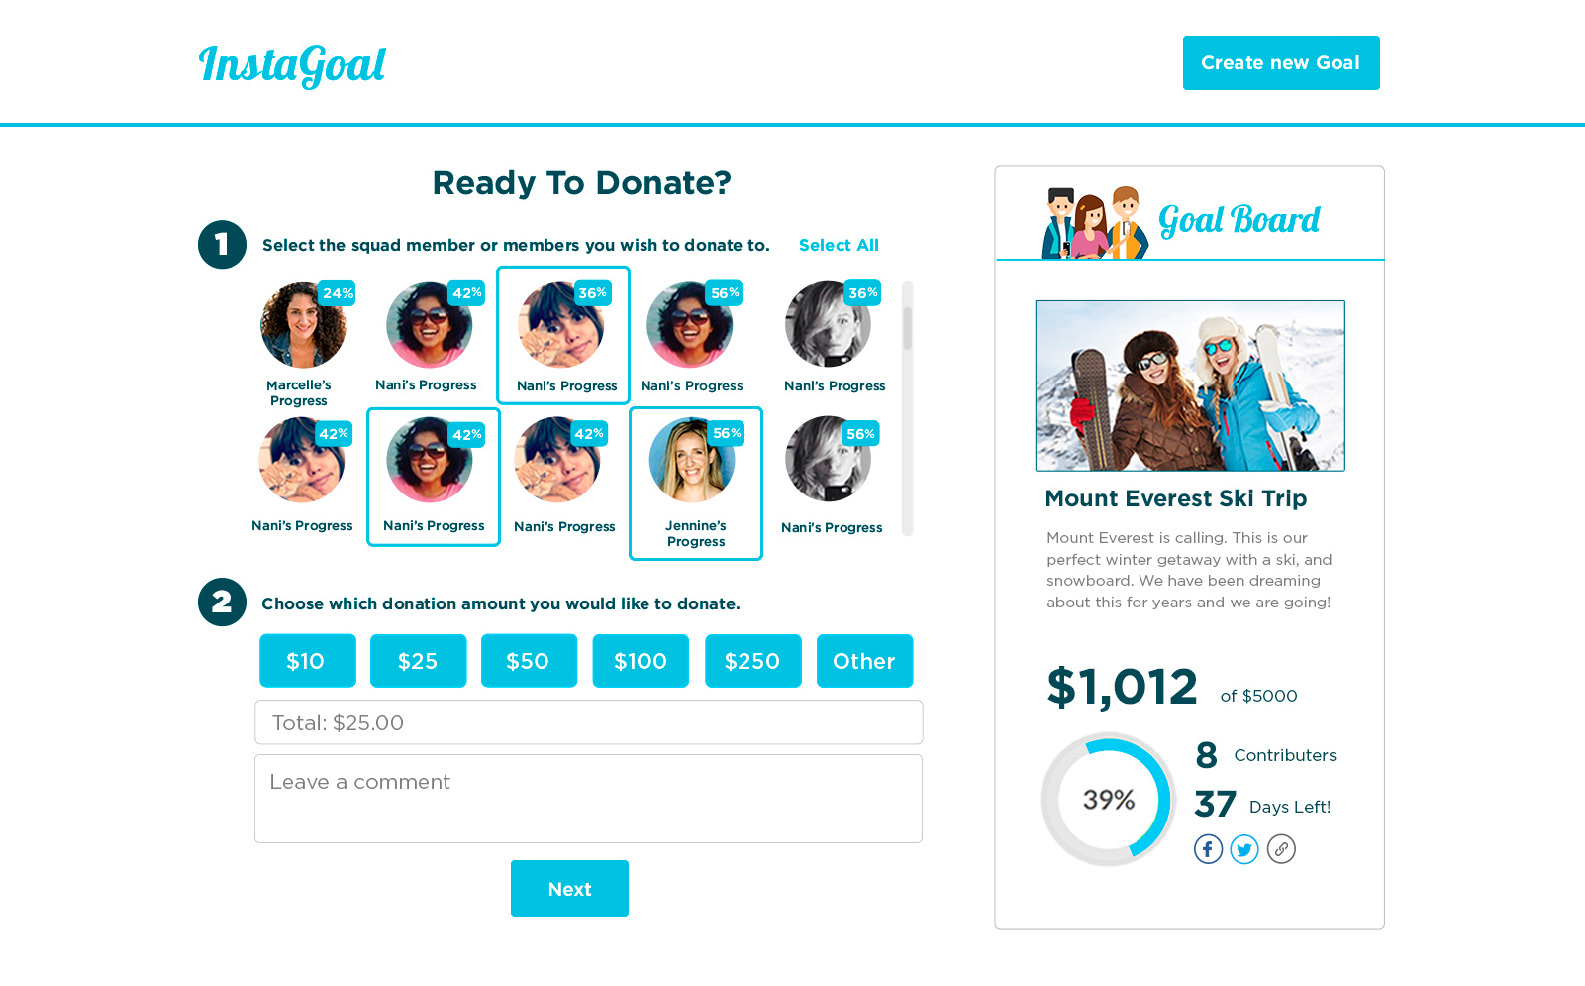 InstaGoal
Create new Goal
Ready To Donate?
1 Select the squad member or members you wish to donate to. Select All
24% 42% 36% 56% 36%
Marcelle's
Progress
Nani's Progress
Nani's Progress
Nani's Progress
Nani's Progress
42% 42% 42% 56% 56%
Nani's Progress
Nani's Progress
Nani's Progress
Jennine's
Progress
Nani's Progress
2 Choose which donation amount you would like to donate.
$10 $25 $50 $100 $250 Other
Total: $25.00
Leave a comment
Next
Goal Board
Mount Everest Ski Trip
Mount Everest is calling. This is our
perfect winter getaway with a ski, and
snowboard. We have been dreaming
about this for years and we are going!
$1,012 of $5000
39%
8 Contributers
37 Days Left!